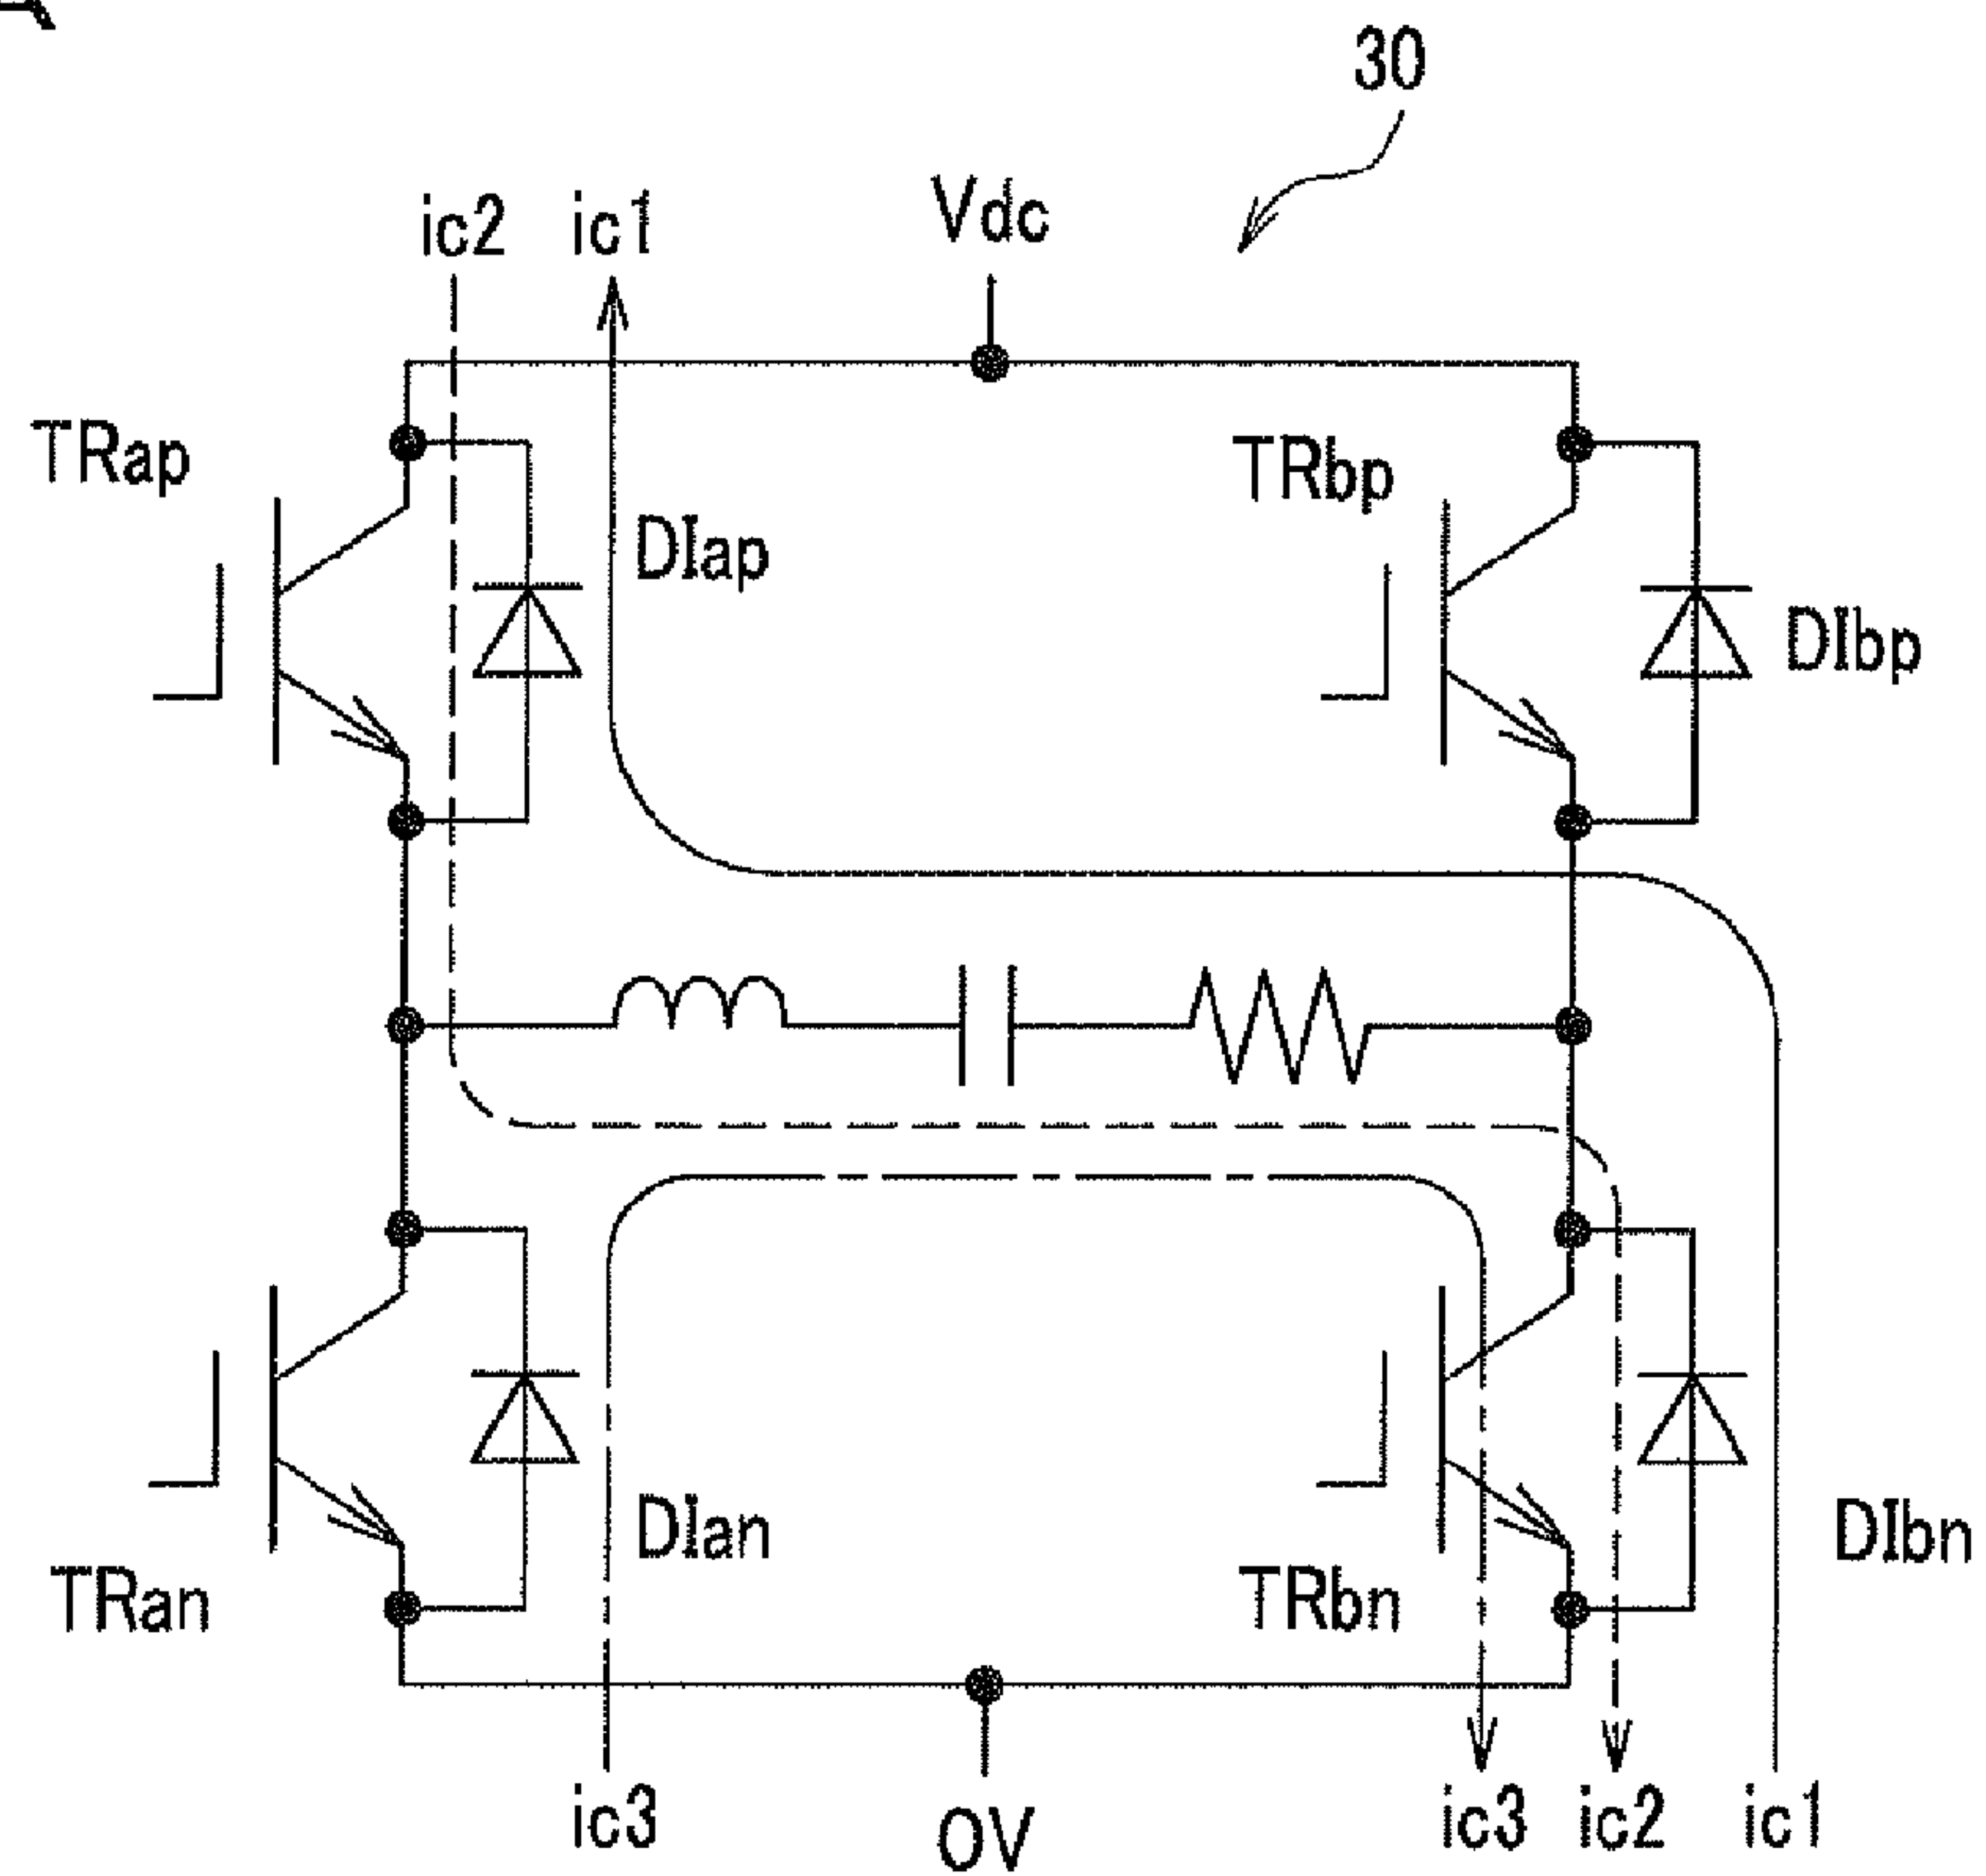 30
ic2 ic1 Vdc
TRap TRbp
DIap DIbp
DIan DIbn
TRan TRbn
ic3 0V ic3 ic2 ic1